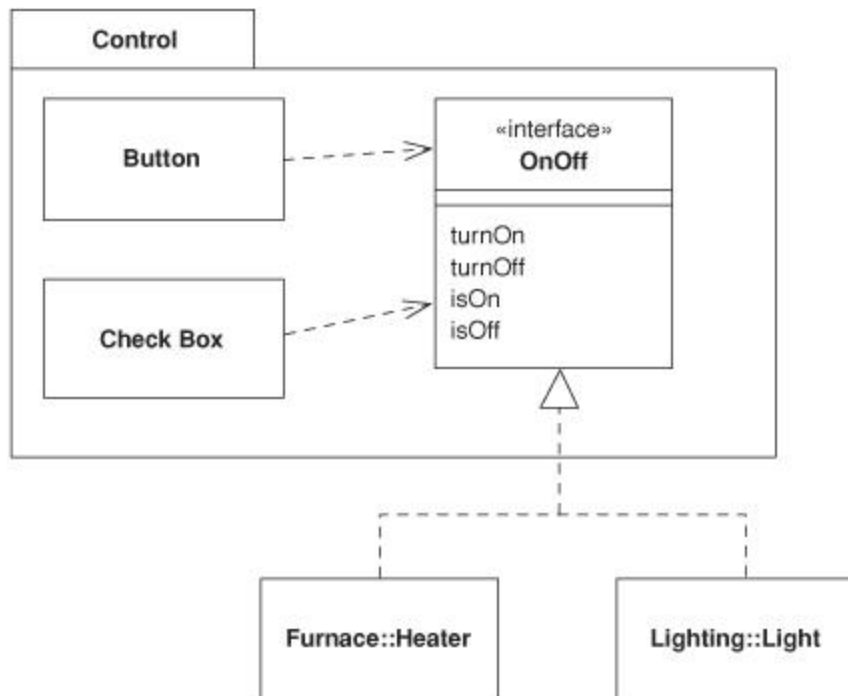 Control
Button
«interface»
OnOff
turnOn
turnOff
isOn
isOff
Check Box
Furnace::Heater
Lighting::Light